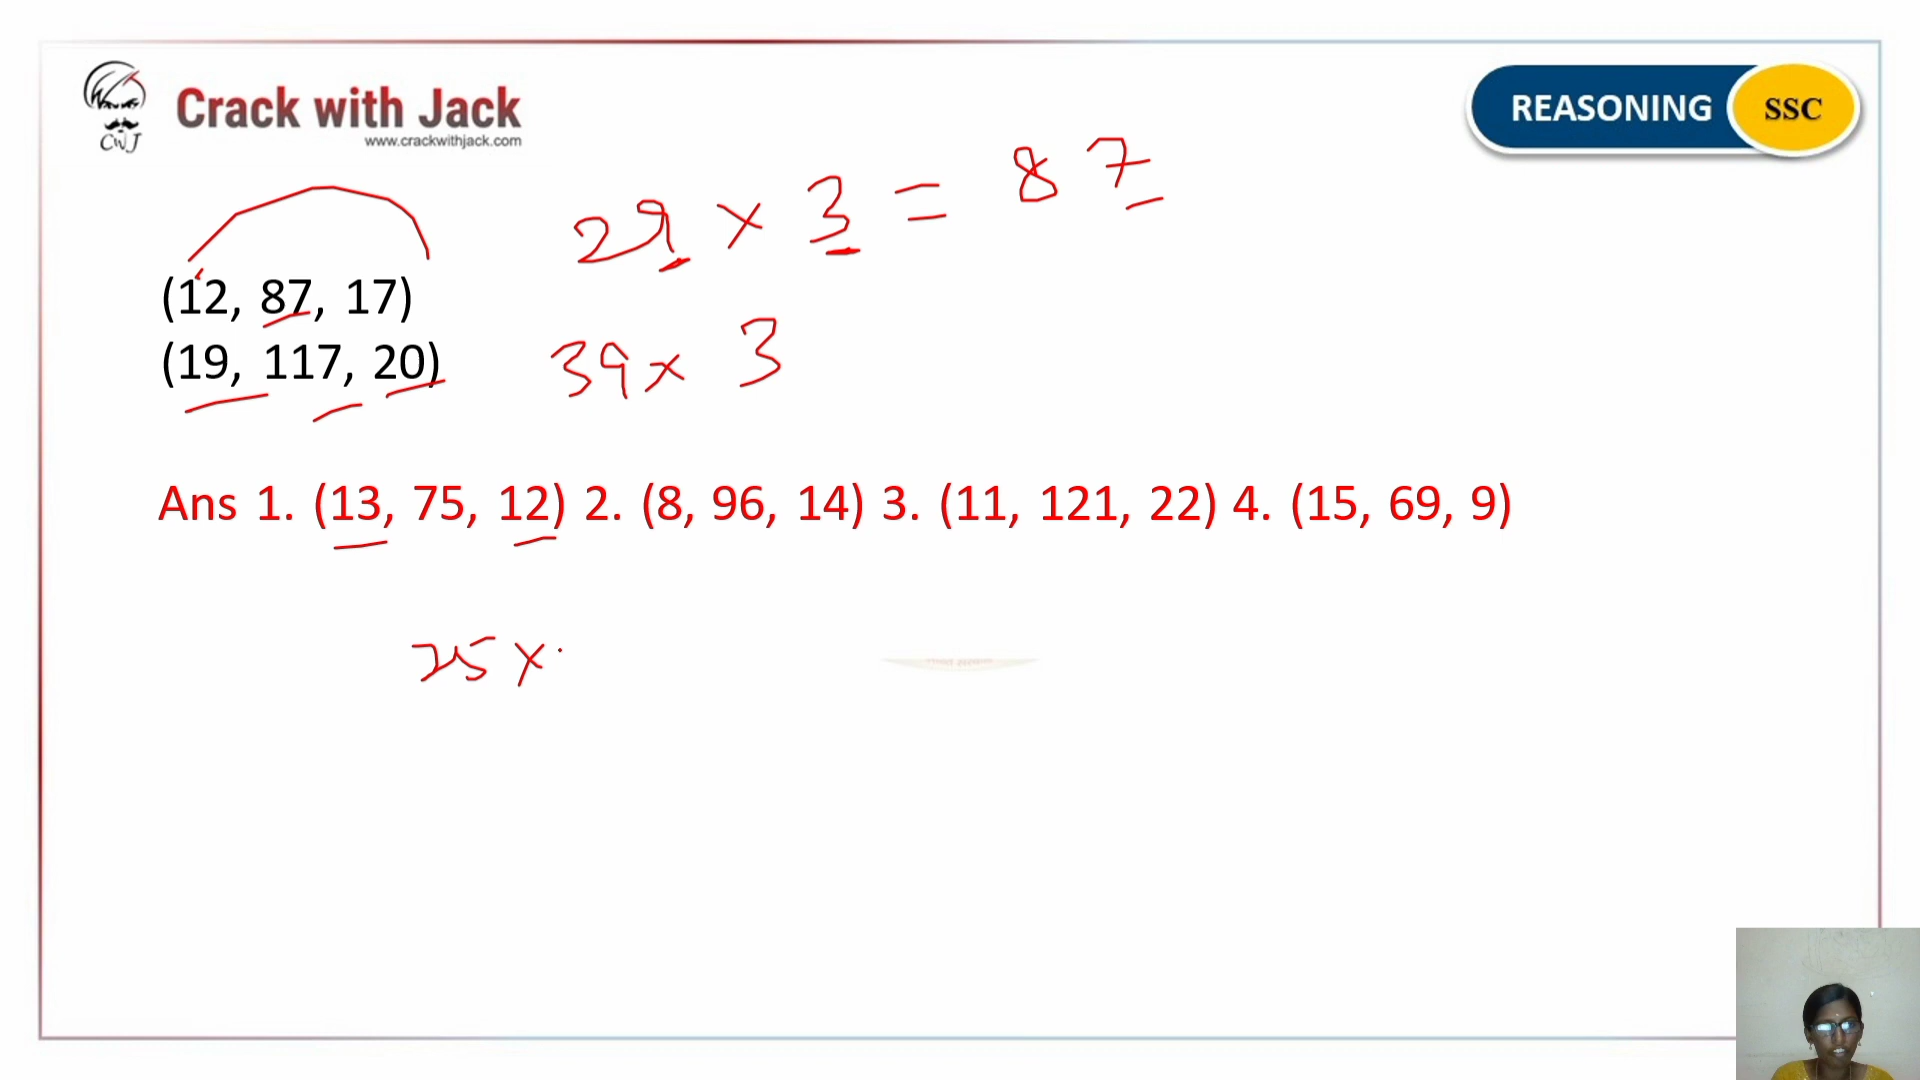 Crack with Jack
www.crackwithjack.com
CWJ
REASONING SSC
29 × 3 = 87
(12, 87, 17)
(19, 117, 20)
39 × 3
Ans 1. (13, 75, 12) 2. (8, 96, 14) 3. (11, 121, 22) 4. (15, 69, 9)
25 ×